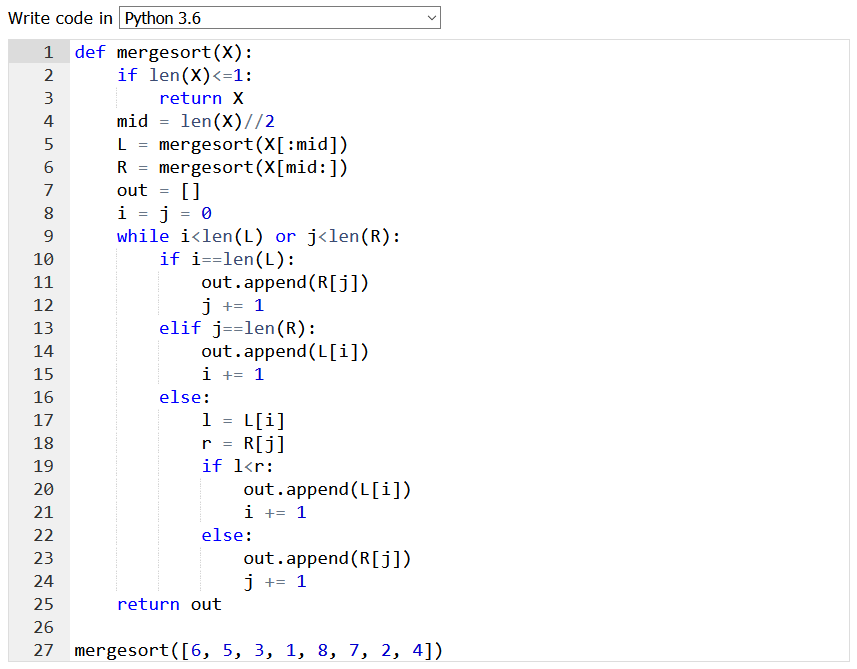 Write code in Python 3.6
1 def mergesort(X):
2     if len(X)<=1:
3         return X
4     mid = len(X)//2
5     L = mergesort(X[:mid])
6     R = mergesort(X[mid:])
7     out = []
8     i = j = 0
9     while i<len(L) or j<len(R):
10         if i==len(L):
11             out.append(R[j])
12             j += 1
13         elif j==len(R):
14             out.append(L[i])
15             i += 1
16         else:
17             l = L[i]
18             r = R[j]
19             if l<r:
20                 out.append(L[i])
21                 i += 1
22             else:
23                 out.append(R[j])
24                 j += 1
25     return out
26
27 mergesort([6, 5, 3, 1, 8, 7, 2, 4])